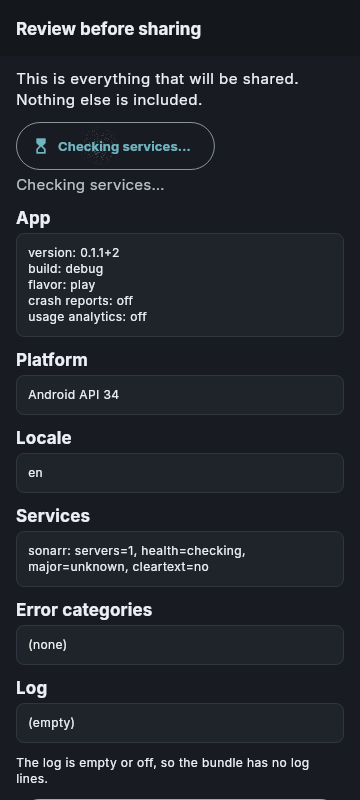 Review before sharing
This is everything that will be shared.
Nothing else is included.
Checking services...
Checking services...
App
version: 0.1.1+2
build: debug
flavor: play
crash reports: off
usage analytics: off
Platform
Android API 34
Locale
en
Services
sonarr: servers=1, health=checking,
major=unknown, cleartext=no
Error categories
(none)
Log
(empty)
The log is empty or off, so the bundle has no log
lines.